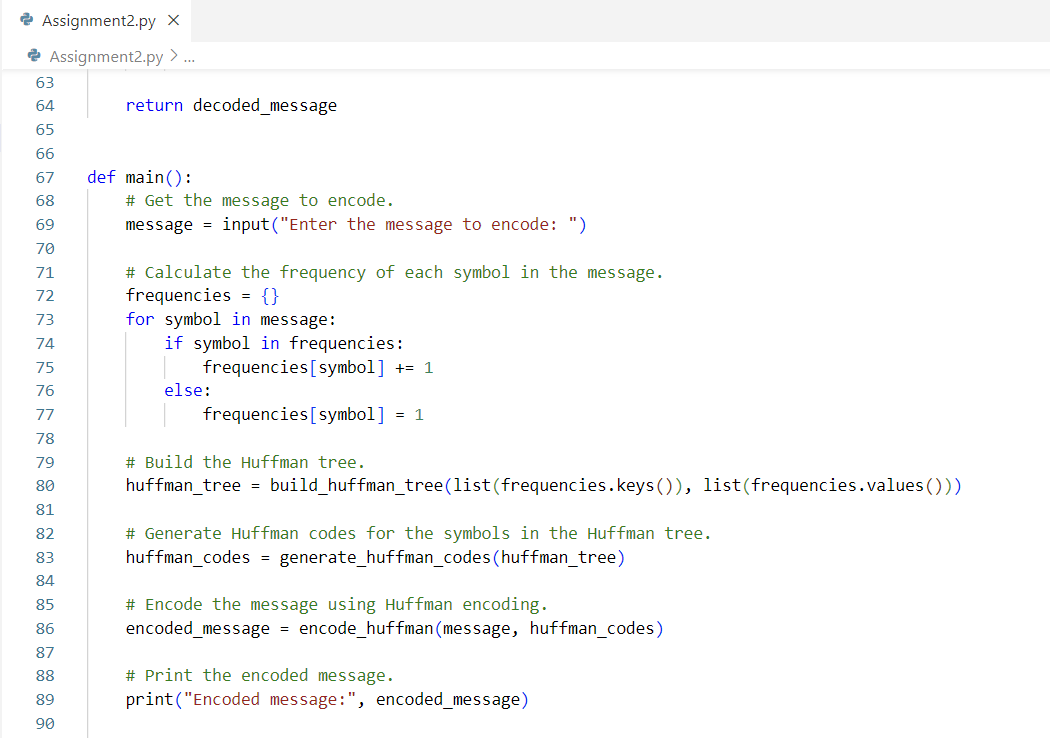 Assignment2.py ×
Assignment2.py > ...
63
64 return decoded_message
65
66
67 def main():
68 # Get the message to encode.
69 message = input("Enter the message to encode: ")
70
71 # Calculate the frequency of each symbol in the message.
72 frequencies = {}
73 for symbol in message:
74 if symbol in frequencies:
75 frequencies[symbol] += 1
76 else:
77 frequencies[symbol] = 1
78
79 # Build the Huffman tree.
80 huffman_tree = build_huffman_tree(list(frequencies.keys()), list(frequencies.values()))
81
82 # Generate Huffman codes for the symbols in the Huffman tree.
83 huffman_codes = generate_huffman_codes(huffman_tree)
84
85 # Encode the message using Huffman encoding.
86 encoded_message = encode_huffman(message, huffman_codes)
87
88 # Print the encoded message.
89 print("Encoded message:", encoded_message)
90